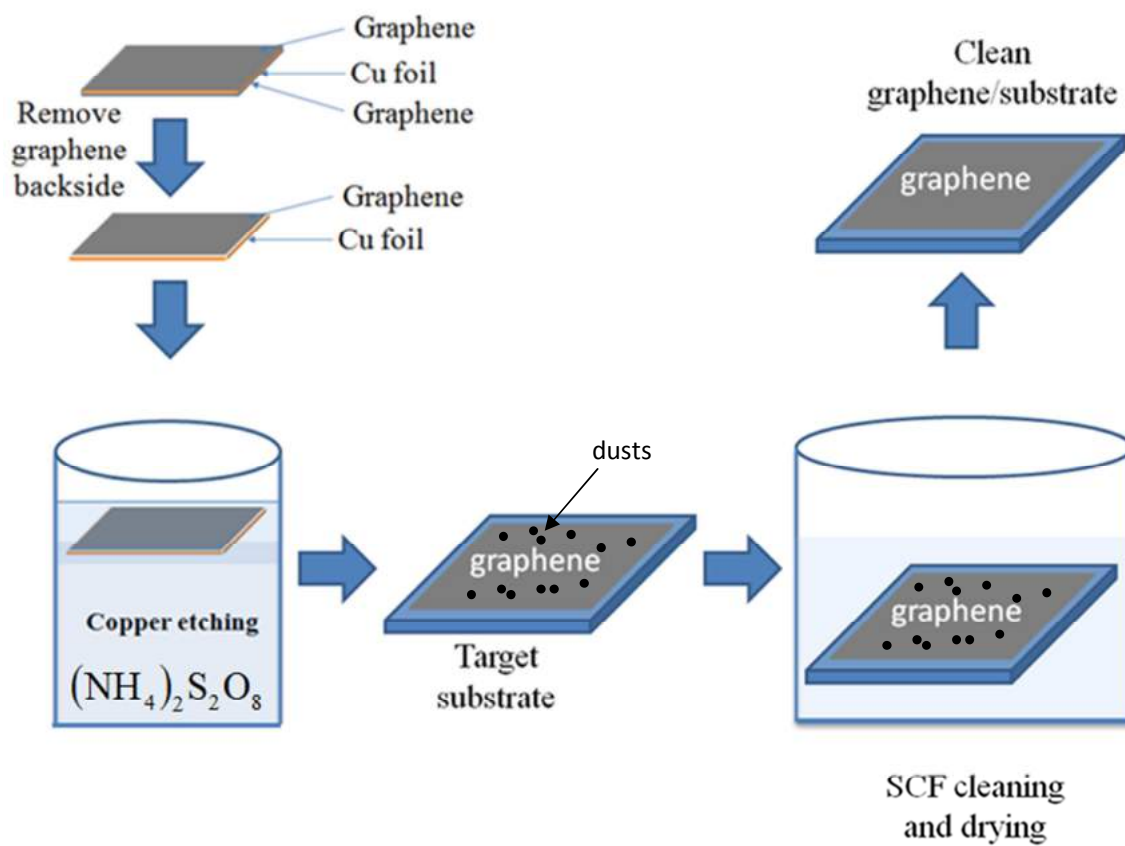 Graphene
Cu foil
Graphene
Remove
graphene
backside
Graphene
Cu foil
Copper etching
(NH₄)₂S₂O₈
dusts
graphene
Target
substrate
graphene
SCF cleaning
and drying
Clean
graphene/substrate
graphene